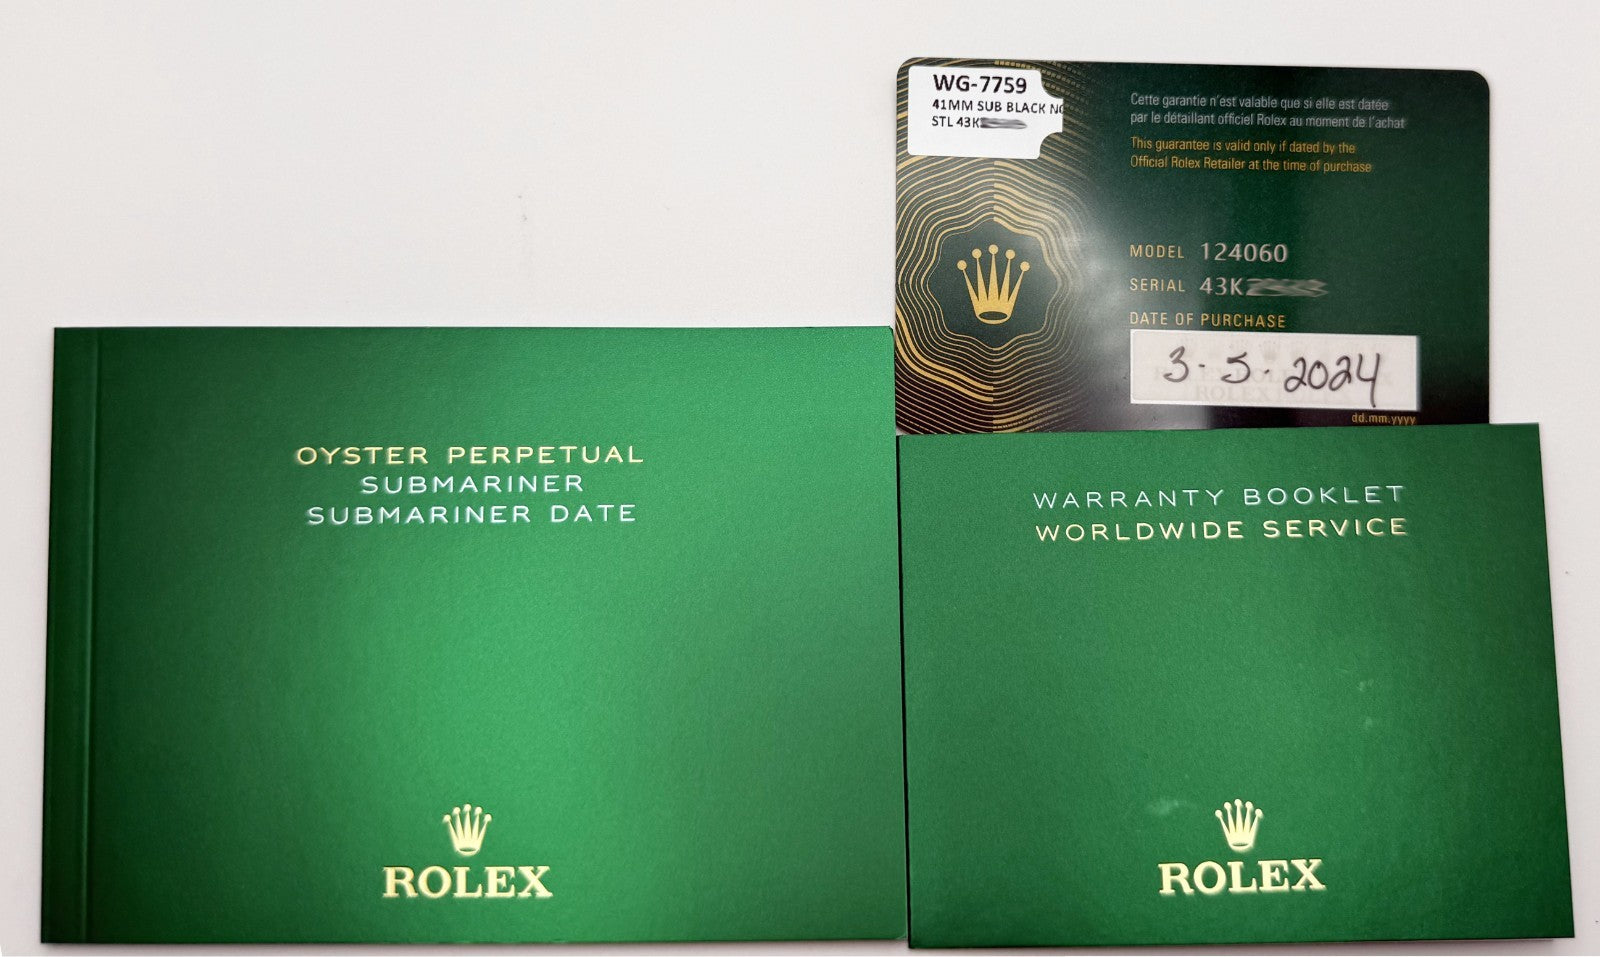 WG-7759
41MM SUB BLACK
STL 43K
Cette garantie n'est valable que si elle est datée
par le détaillant officiel Rolex au moment de l'achat
This guarantee is valid only if dated by the
Official Rolex Retailer at the time of purchase
MODEL 124060
SERIAL 43K
DATE OF PURCHASE
3-5-2024
dd.mm.yyyy
OYSTER PERPETUAL
SUBMARINER
SUBMARINER DATE
ROLEX
WARRANTY BOOKLET
WORLDWIDE SERVICE
ROLEX